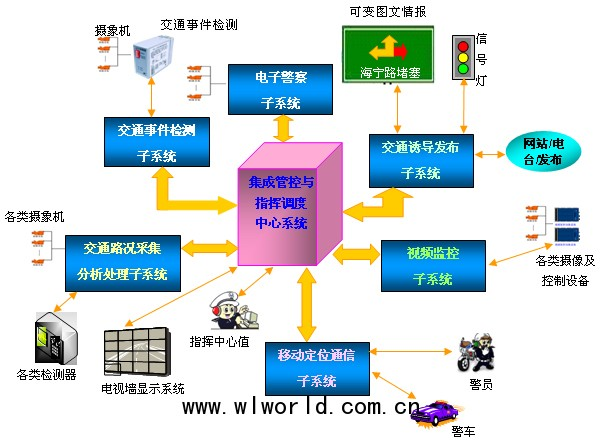 交通事件检测
可变图文情报
摄象机
信号灯
海宁路堵塞
电子警察
子系统
交通事件检测
子系统
交通诱导发布
子系统
网站/电
台/发布
集成管控与
指挥调度
中心系统
各类摄象机
交通路况采集
分析处理子系统
视频监控
子系统
各类摄像及
控制设备
指挥中心值
各类检测器
电视墙显示系统
移动定位通信
子系统
警员
www.wlworld.com.cn
警车